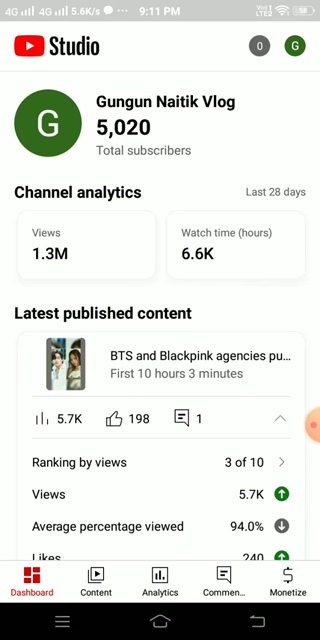 4G 4G 5.6K/s ... 9:11 PM Vo) 1 LTE2
Studio 0 G
G
Gungun Naitik Vlog
5,020
Total subscribers
Channel analytics Last 28 days
Views Watch time (hours)
1.3M 6.6K
Latest published content
BTS and Blackpink agencies pu...
First 10 hours 3 minutes
5.7K 198 1
Ranking by views 3 of 10
Views 5.7K
Average percentage viewed 94.0%
Likes 240
Dashboard Content Analytics Commen... Monetize